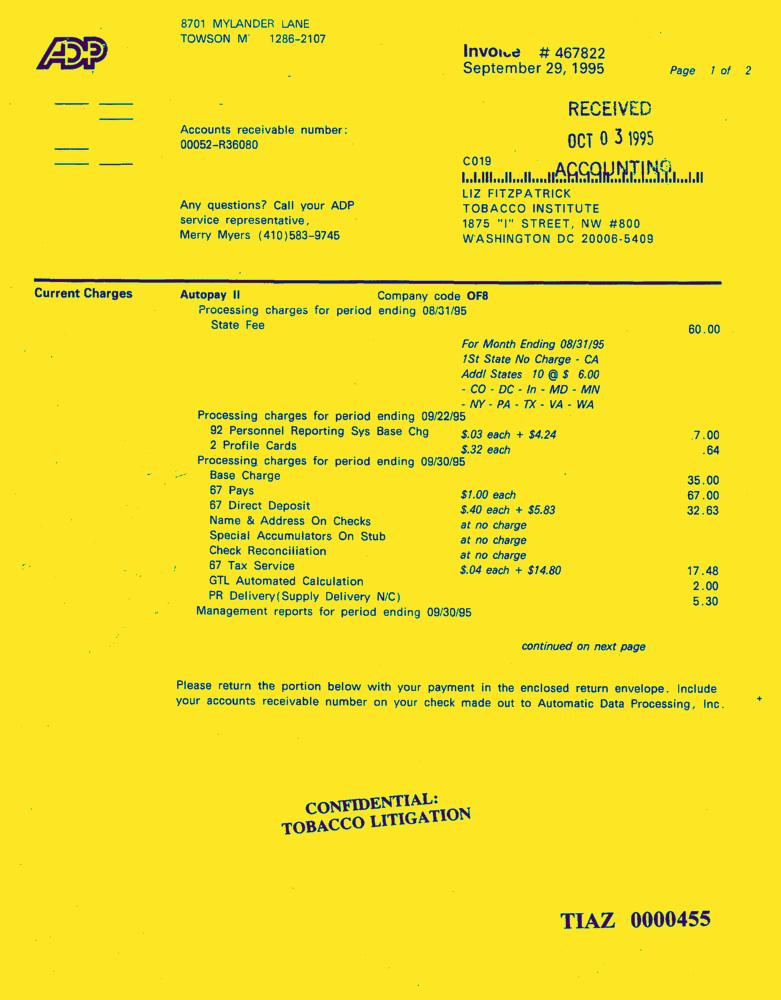 ADP
8701 MYLANDER LANE
TOWSON M 1286-2107
Invoice # 467822
September 29, 1995
Page 1 of 2
RECEIVED
OCT 0 3 1995
ACCOUNTING
Accounts receivable number:
00052-R36080
C019
LIZ FITZPATRICK
TOBACCO INSTITUTE
1875 "I" STREET, NW #800
WASHINGTON DC 20006-5409
Any questions? Call your ADP
service representative,
Merry Myers (410)583-9745
Current Charges Autopay II Company code OF8
Processing charges for period ending 08/31/95
State Fee 60.00
For Month Ending 08/31/95
1St State No Charge - CA
Addl States 10 @ $ 6.00
- CO - DC - In - MD - MN
- NY - PA - TX - VA - WA
Processing charges for period ending 09/22/95
92 Personnel Reporting Sys Base Chg $.03 each + $4.24 7.00
2 Profile Cards $.32 each .64
Processing charges for period ending 09/30/95
Base Charge 35.00
67 Pays $1.00 each 67.00
67 Direct Deposit $.40 each + $5.83 32.63
Name & Address On Checks at no charge
Special Accumulators On Stub at no charge
Check Reconciliation at no charge
67 Tax Service $.04 each + $14.80 17.48
GTL Automated Calculation 2.00
PR Delivery(Supply Delivery N/C) 5.30
Management reports for period ending 09/30/95
continued on next page
Please return the portion below with your payment in the enclosed return envelope. Include
your accounts receivable number on your check made out to Automatic Data Processing, Inc.
CONFIDENTIAL:
TOBACCO LITIGATION
TIAZ 0000455